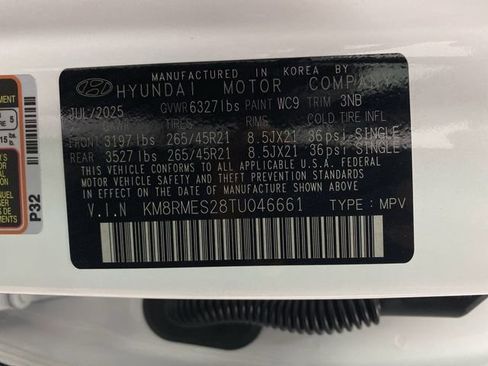 MANUFACTURED IN KOREA BY
HYUNDAI MOTOR COMPANY
JUL/2025 GVWR 6327lbs PAINT WC9 TRIM 3NB
GAWR TIRES RIMS COLD TIRE INFL
FRONT 3197lbs 265/45R21 8.5JX21 36psi SINGLE
REAR 3527lbs 265/45R21 8.5JX21 36psi SINGLE
THIS VEHICLE CONFORMS TO ALL APPLICABLE U.S.A. FEDERAL
MOTOR VEHICLE SAFETY AND THEFT PREVENTION STANDARDS
IN EFFECT ON THE DATE OF MANUFACTURE SHOWN ABOVE
V.I.N KM8RMES28TU046661 TYPE : MPV
P32